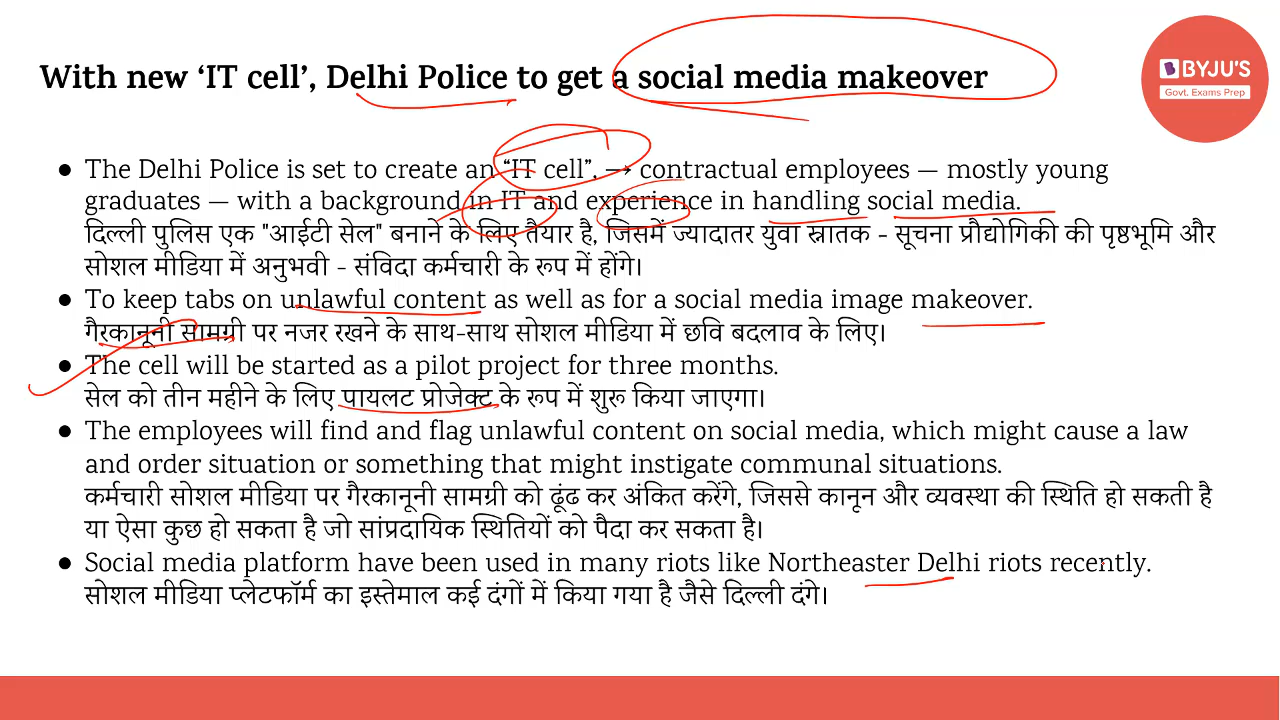 With new ‘IT cell’, Delhi Police to get a social media makeover
BYJU'S
Govt. Exams Prep
● The Delhi Police is set to create an “IT cell”, → contractual employees — mostly young
graduates — with a background in IT and experience in handling social media.
दिल्ली पुलिस एक "आईटी सेल" बनाने के लिए तैयार है, जिसमें ज्यादातर युवा स्नातक - सूचना प्रौद्योगिकी की पृष्ठभूमि और
सोशल मीडिया में अनुभवी - संविदा कर्मचारी के रूप में होंगे।
● To keep tabs on unlawful content as well as for a social media image makeover.
गैरकानूनी सामग्री पर नजर रखने के साथ-साथ सोशल मीडिया में छवि बदलाव के लिए।
● The cell will be started as a pilot project for three months.
सेल को तीन महीने के लिए पायलट प्रोजेक्ट के रूप में शुरू किया जाएगा।
● The employees will find and flag unlawful content on social media, which might cause a law
and order situation or something that might instigate communal situations.
कर्मचारी सोशल मीडिया पर गैरकानूनी सामग्री को ढूंढ कर अंकित करेंगे, जिससे कानून और व्यवस्था की स्थिति हो सकती है
या ऐसा कुछ हो सकता है जो सांप्रदायिक स्थितियों को पैदा कर सकता है।
● Social media platform have been used in many riots like Northeaster Delhi riots recently.
सोशल मीडिया प्लेटफॉर्म का इस्तेमाल कई दंगों में किया गया है जैसे दिल्ली दंगे।